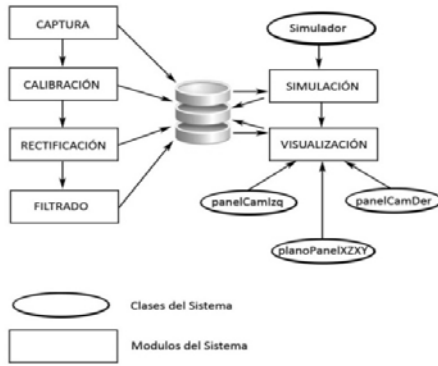 CAPTURA
Simulador
CALIBRACIÓN
SIMULACIÓN
RECTIFICACIÓN
VISUALIZACIÓN
FILTRADO
panelCamIzq
panelCamDer
planoPanelXZXY
Clases del Sistema
Modulos del Sistema